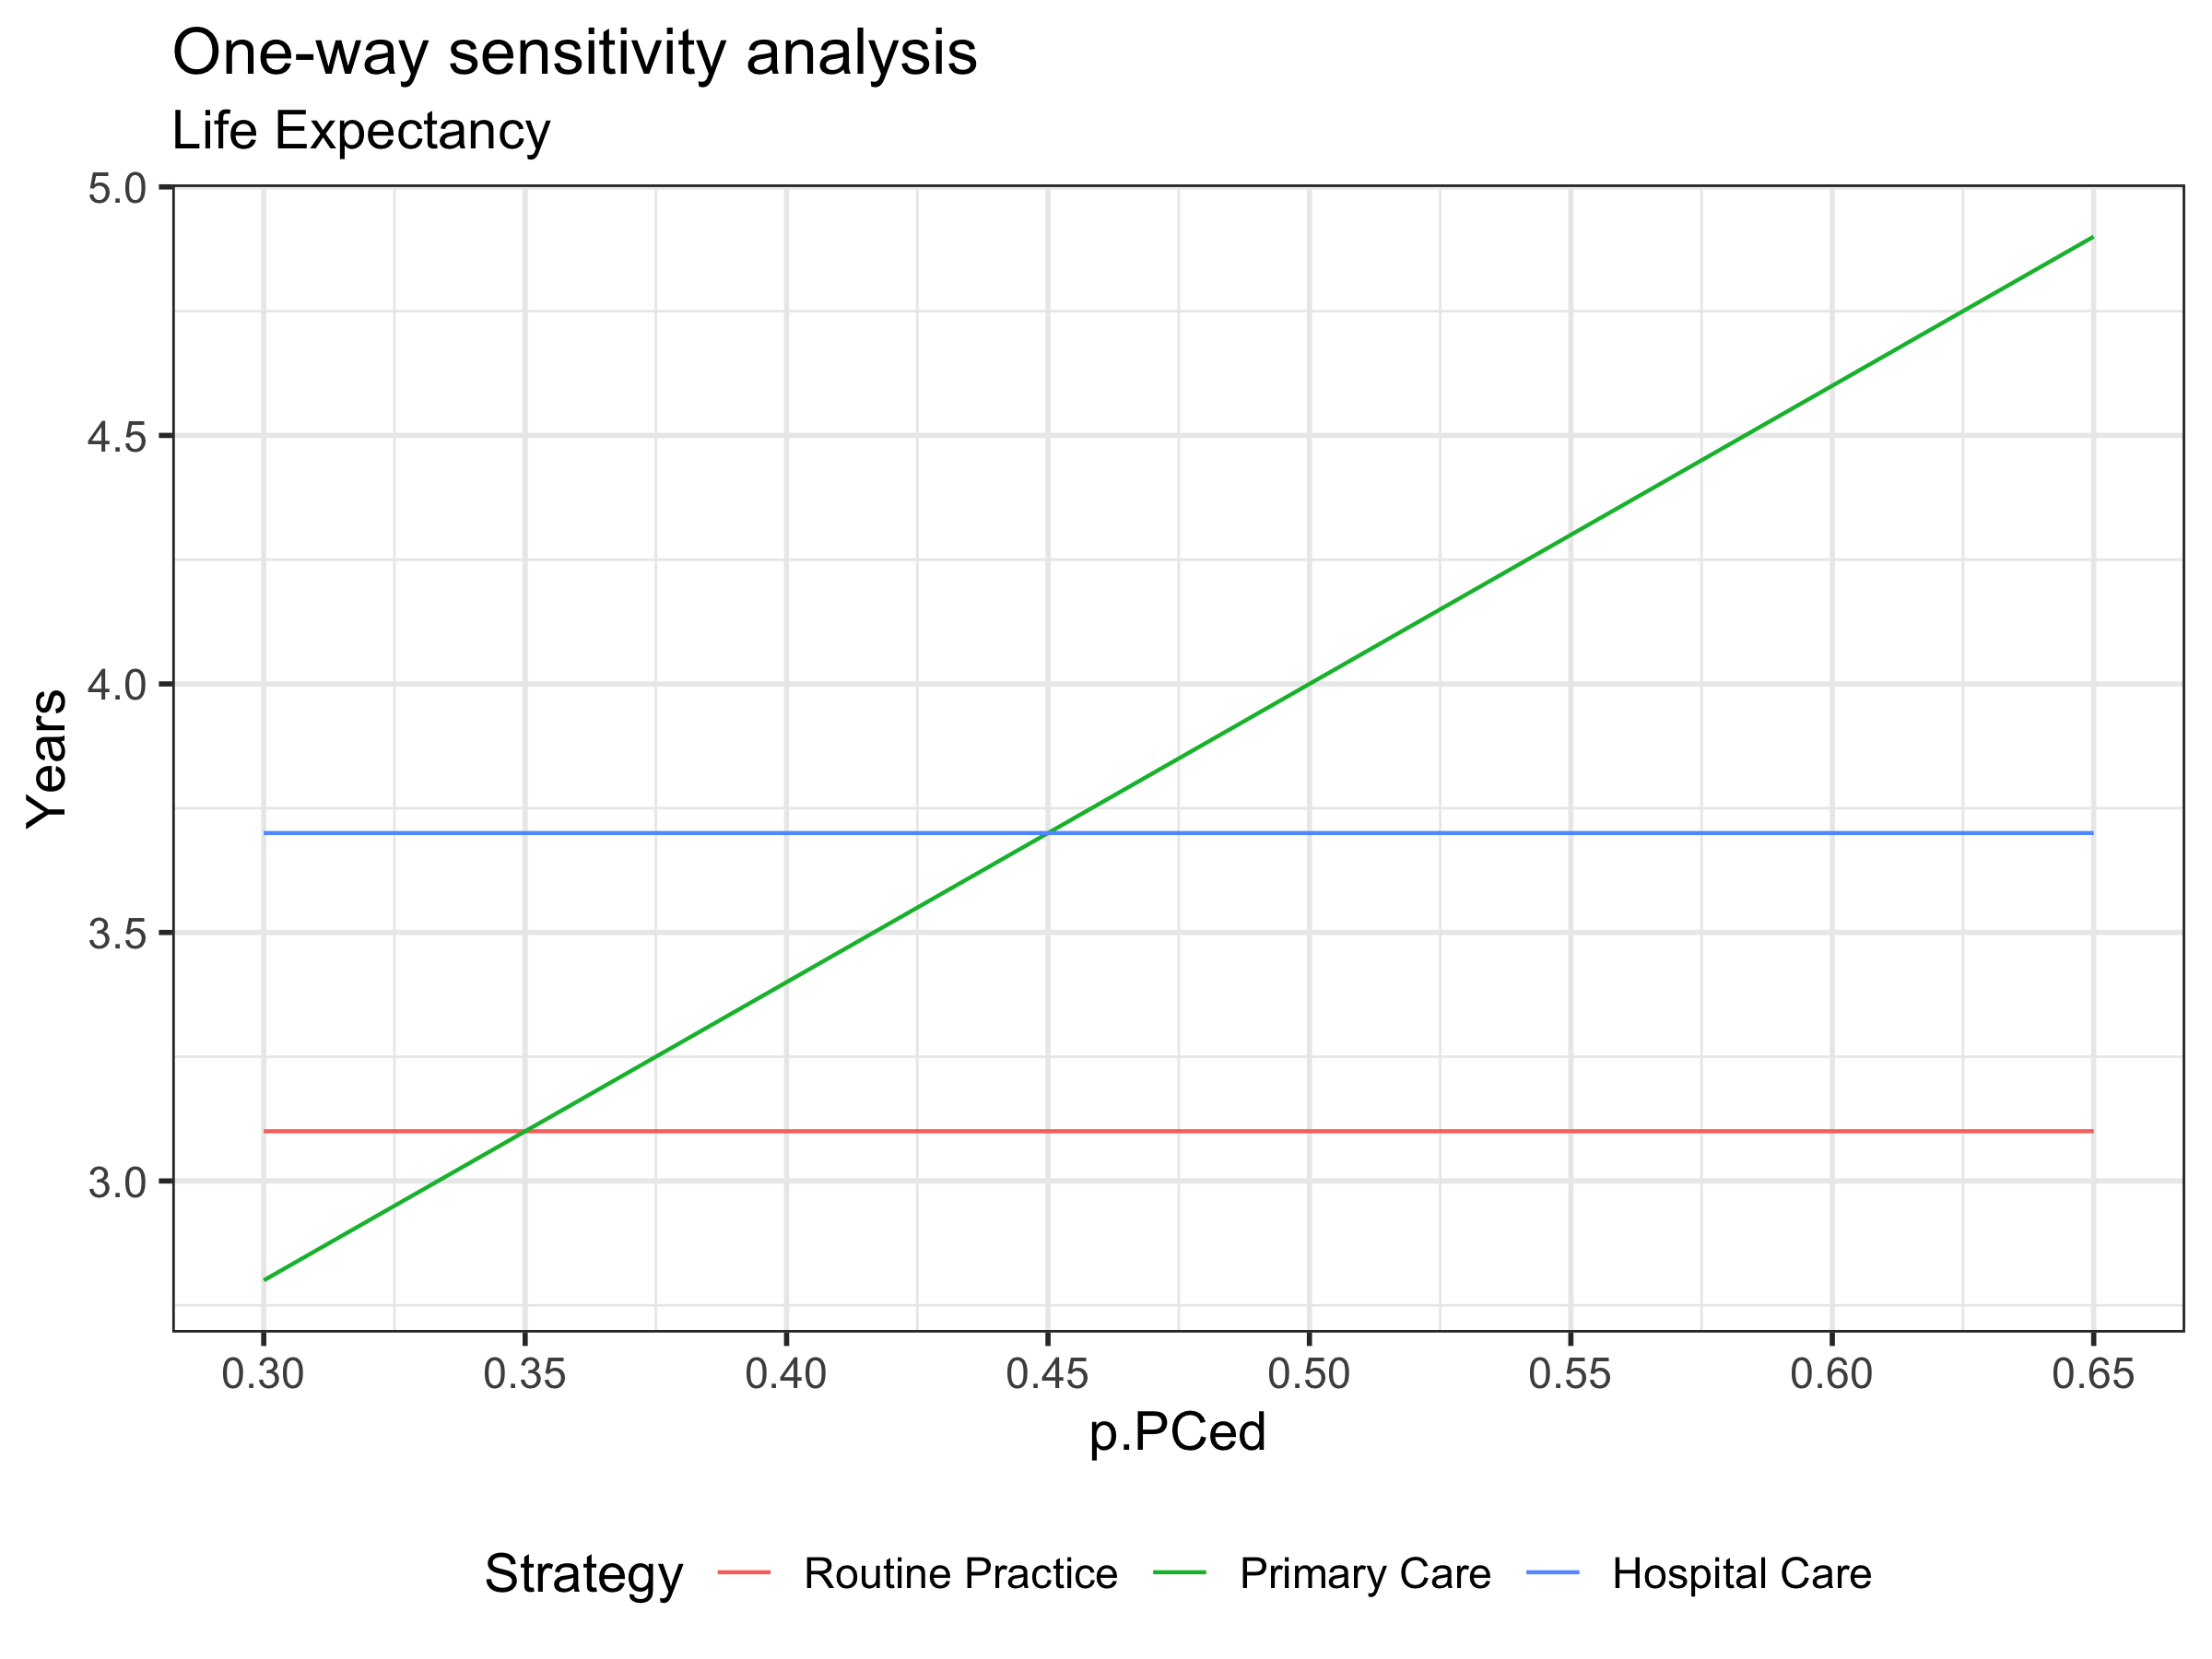 One-way sensitivity analysis
Life Expectancy
5.0
4.5
4.0
3.5
3.0
Years
0.30 0.35 0.40 0.45 0.50 0.55 0.60 0.65
p.PCed
Strategy Routine Practice Primary Care Hospital Care